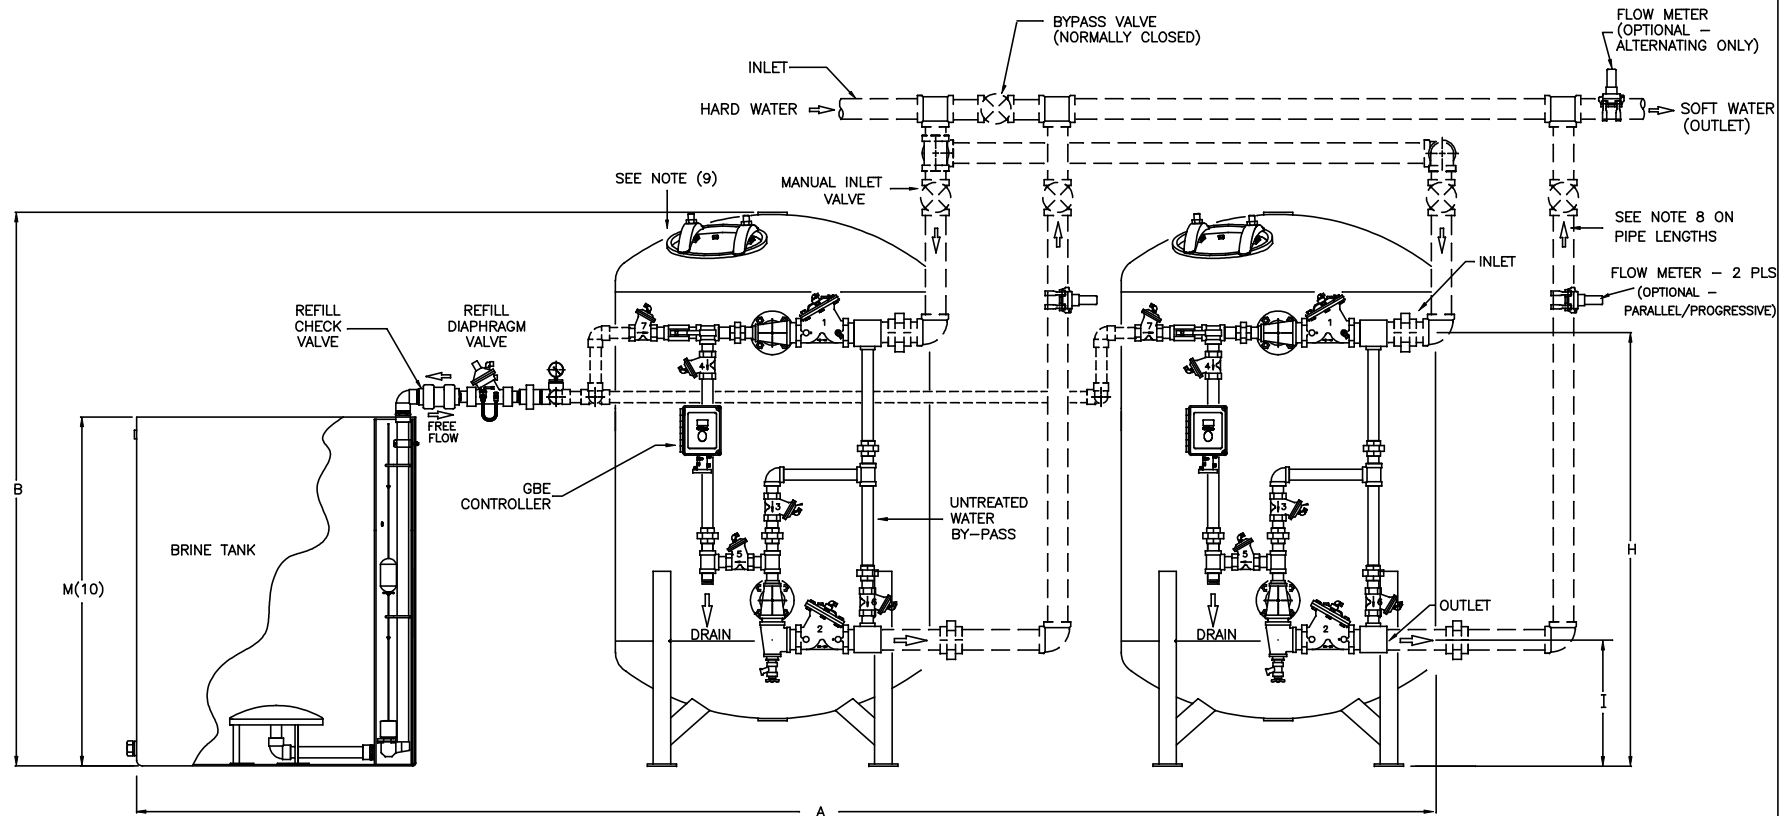 FLOW METER
(OPTIONAL –
ALTERNATING ONLY)
BYPASS VALVE
(NORMALLY CLOSED)
INLET
HARD WATER
SOFT WATER
(OUTLET)
SEE NOTE (9)
MANUAL INLET
VALVE
SEE NOTE 8 ON
PIPE LENGTHS
INLET
FLOW METER – 2 PLS
(OPTIONAL –
PARALLEL/PROGRESSIVE)
REFILL
CHECK
VALVE
REFILL
DIAPHRAGM
VALVE
7
1
7
1
4
4
FREE
FLOW
B
GBE
CONTROLLER
UNTREATED
WATER
BY–PASS
3
3
BRINE TANK
5
5
H
M(10)
6
6
OUTLET
DRAIN
2
DRAIN
2
I
A